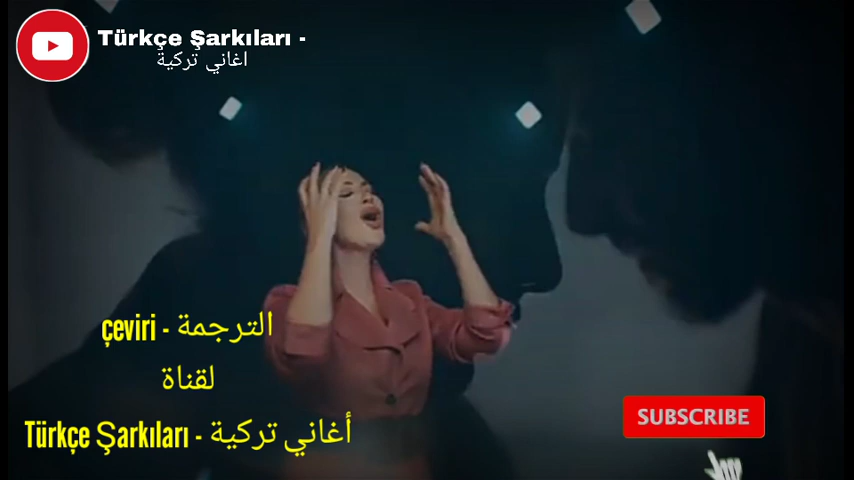 Türkçe Şarkıları -
اغاني تركية
çeviri - الترجمة
لقناة
Türkçe Şarkıları - أغاني تركية
SUBSCRIBE